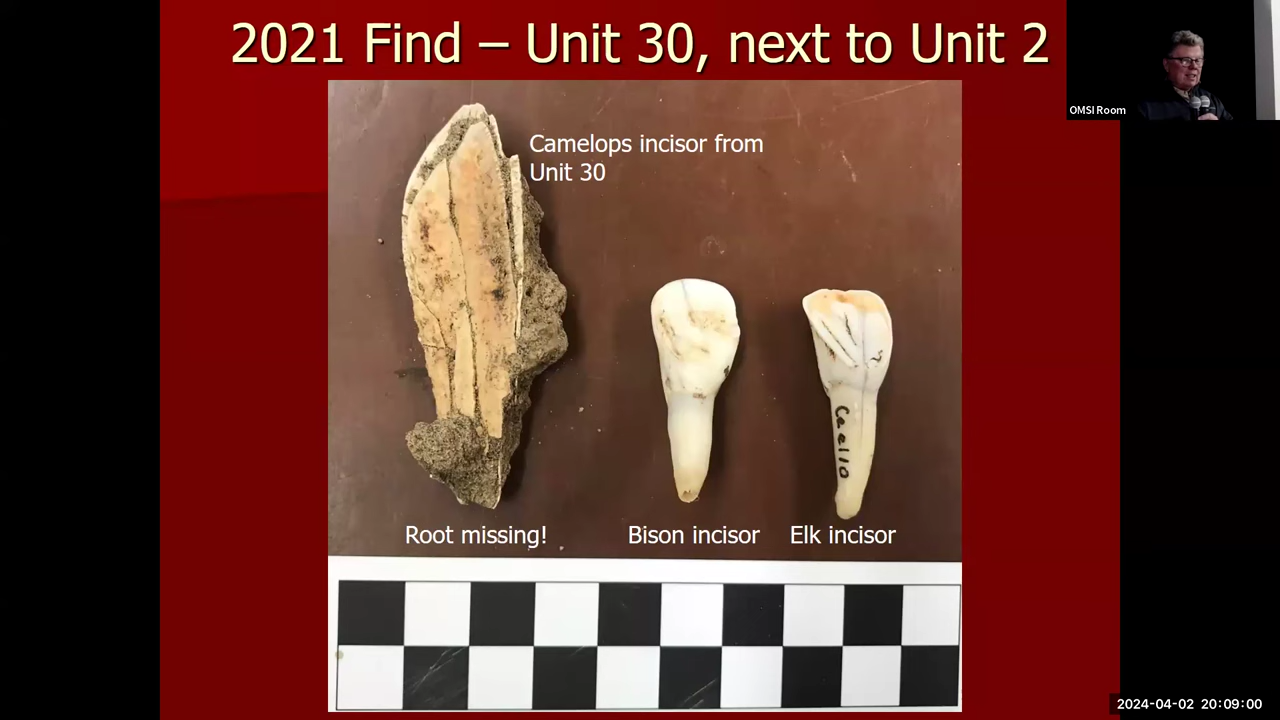 2021 Find – Unit 30, next to Unit 2
OMSI Room
Camelops incisor from
Unit 30
Caello
Root missing!
Bison incisor
Elk incisor
2024-04-02 20:09:00